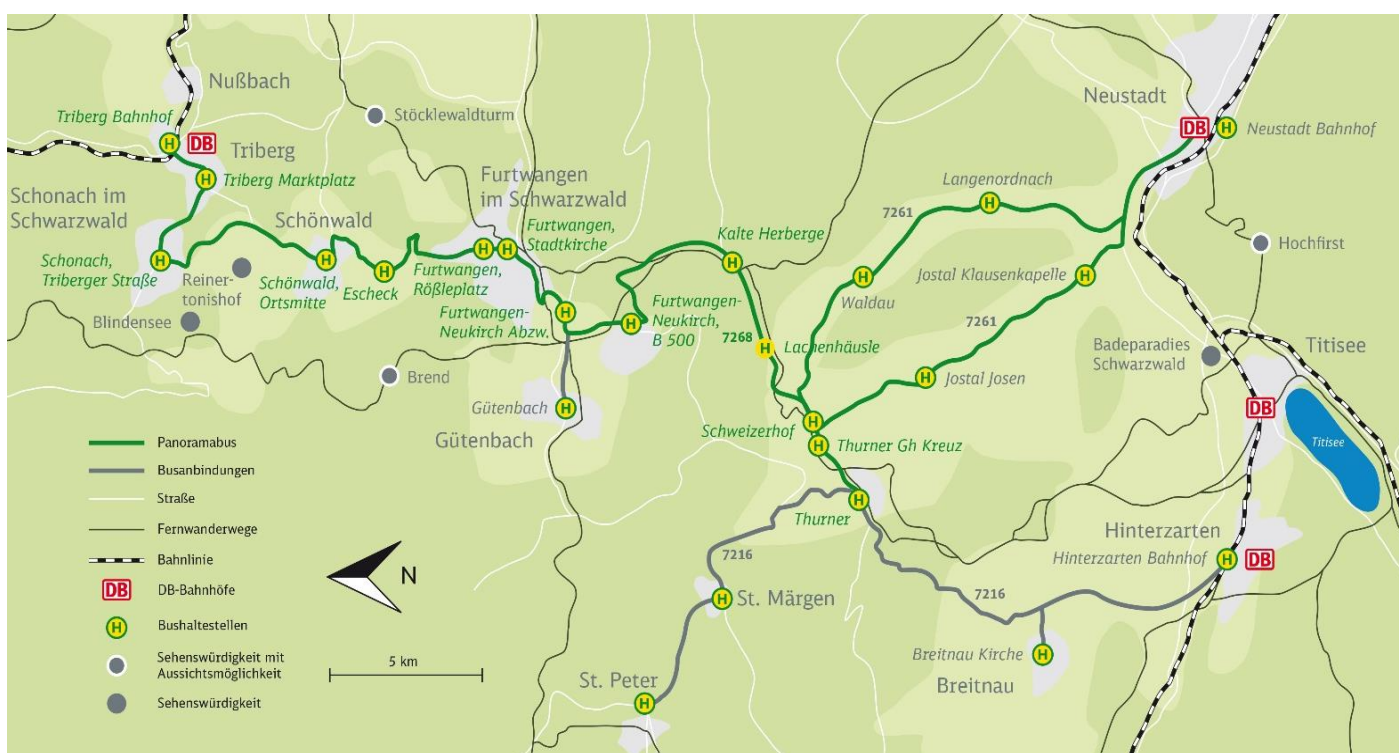 Nußbach
Triberg Bahnhof
H
DB
Stöcklewaldturm
Triberg
H
Triberg Marktplatz
Schonach im
Schwarzwald
H
Schonach,
Triberger Straße
Reiner-
tonishof
Blindensee
Schönwald
H
Schönwald,
Ortsmitte
H
Escheck
Furtwangen
im Schwarzwald
H
H
Furtwangen,
Stadtkirche
Furtwangen,
Rößleplatz
Furtwangen-
Neukirch Abzw.
H
Brend
Gütenbach
H
Gütenbach
H
Furtwangen-
Neukirch,
B 500
Kalte Herberge
H
7268
H
Lachenhäusle
Schweizerhof
H
H
Thurner Gh Kreuz
Thurner
H
Langenordnach
H
7261
H
Waldau
Jostal Klausenkapelle
H
7261
H
Jostal Josen
Neustadt
DB
H
Neustadt Bahnhof
Hochfirst
Badeparadies
Schwarzwald
Titisee
DB
Titisee
Hinterzarten
Hinterzarten Bahnhof
H
DB
7216
7216
H
St. Märgen
St. Peter
H
Breitnau Kirche
H
Breitnau
Panoramabus
Busanbindungen
Straße
Fernwanderwege
Bahnlinie
DB
DB-Bahnhöfe
H
Bushaltestellen
Sehenswürdigkeit mit
Aussichtsmöglichkeit
Sehenswürdigkeit
N
5 km